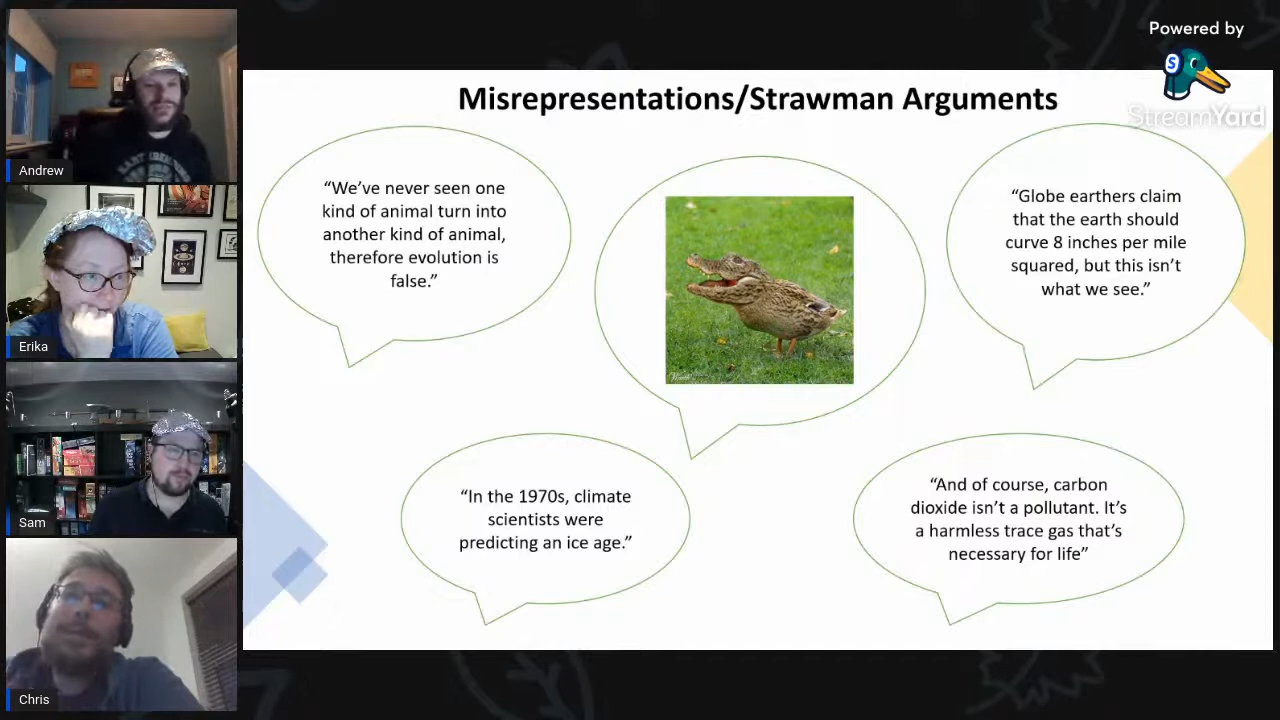 Powered by
StreamYard
Misrepresentations/Strawman Arguments
“We’ve never seen one
kind of animal turn into
another kind of animal,
therefore evolution is
false.”
“Globe earthers claim
that the earth should
curve 8 inches per mile
squared, but this isn’t
what we see.”
“In the 1970s, climate
scientists were
predicting an ice age.”
“And of course, carbon
dioxide isn’t a pollutant. It’s
a harmless trace gas that’s
necessary for life”
Andrew
Erika
Sam
Chris